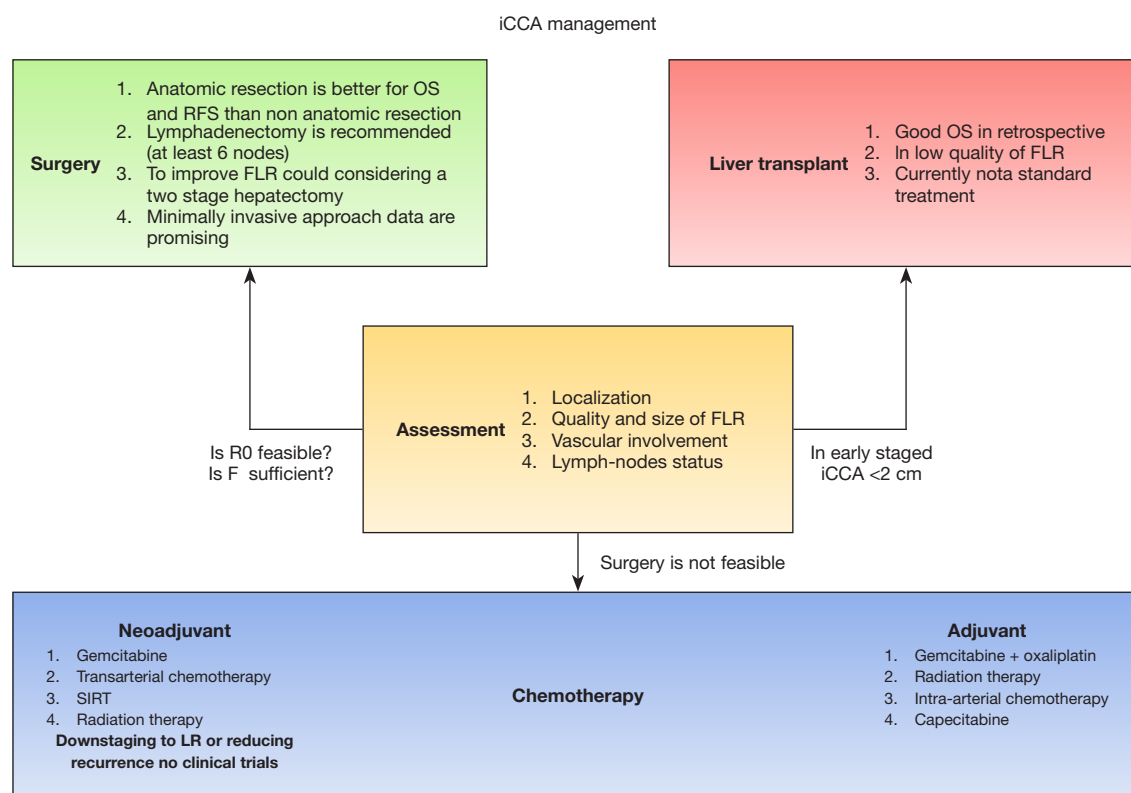 iCCA management
Surgery
1. Anatomic resection is better for OS
and RFS than non anatomic resection
2. Lymphadenectomy is recommended
(at least 6 nodes)
3. To improve FLR could considering a
two stage hepatectomy
4. Minimally invasive approach data are
promising
Liver transplant
1. Good OS in retrospective
2. In low quality of FLR
3. Currently nota standard
treatment
Assessment
1. Localization
2. Quality and size of FLR
3. Vascular involvement
4. Lymph-nodes status
Is R0 feasible?
Is F sufficient?
In early staged
iCCA <2 cm
Surgery is not feasible
Neoadjuvant
1. Gemcitabine
2. Transarterial chemotherapy
3. SIRT
4. Radiation therapy
Downstaging to LR or reducing
recurrence no clinical trials
Chemotherapy
Adjuvant
1. Gemcitabine + oxaliplatin
2. Radiation therapy
3. Intra-arterial chemotherapy
4. Capecitabine